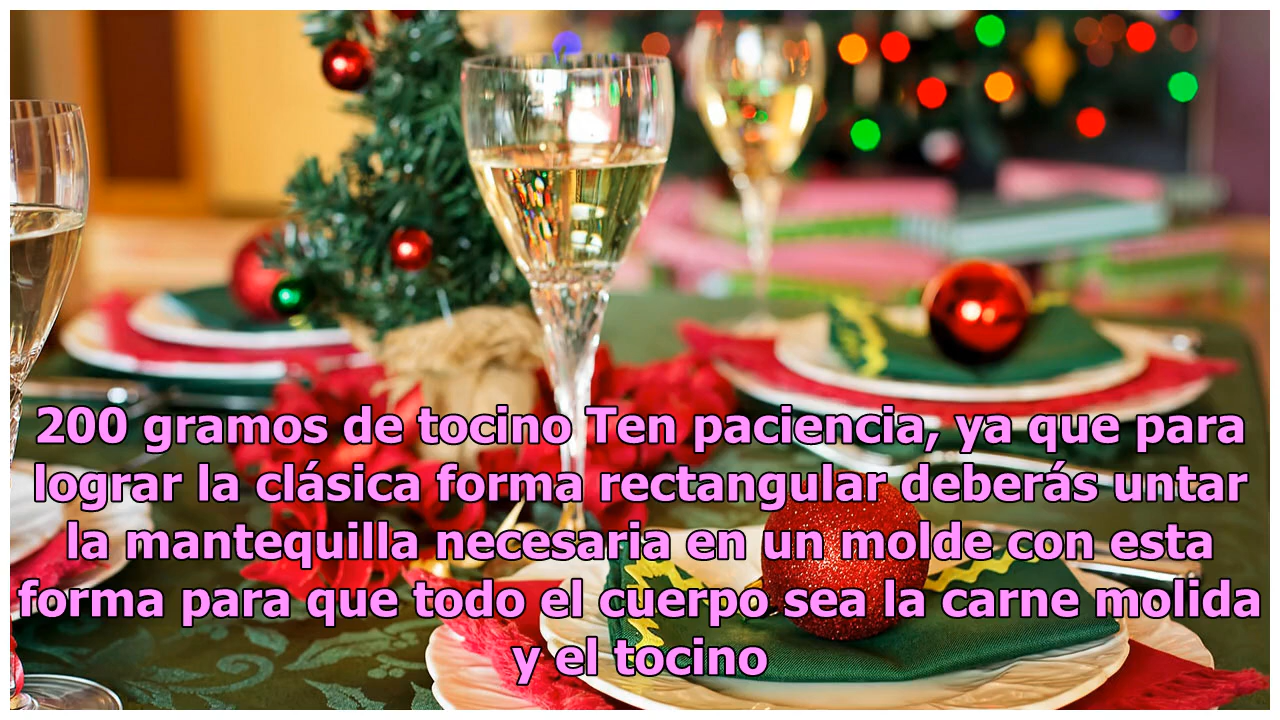 200 gramos de tocino Ten paciencia, ya que para
lograr la clásica forma rectangular deberás untar
la mantequilla necesaria en un molde con esta
forma para que todo el cuerpo sea la carne molida
y el tocino